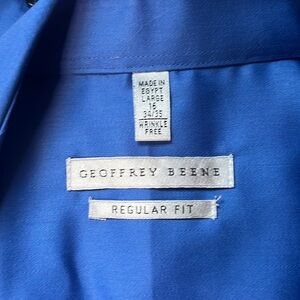 MADE IN
EGYPT
LARGE
16
34/35
WRINKLE
FREE
GEOFFREY BEENE
REGULAR FIT